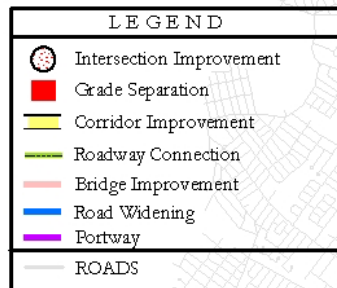 LEGEND
Intersection Improvement
Grade Separation
Corridor Improvement
Roadway Connection
Bridge Improvement
Road Widening
Portway
ROADS